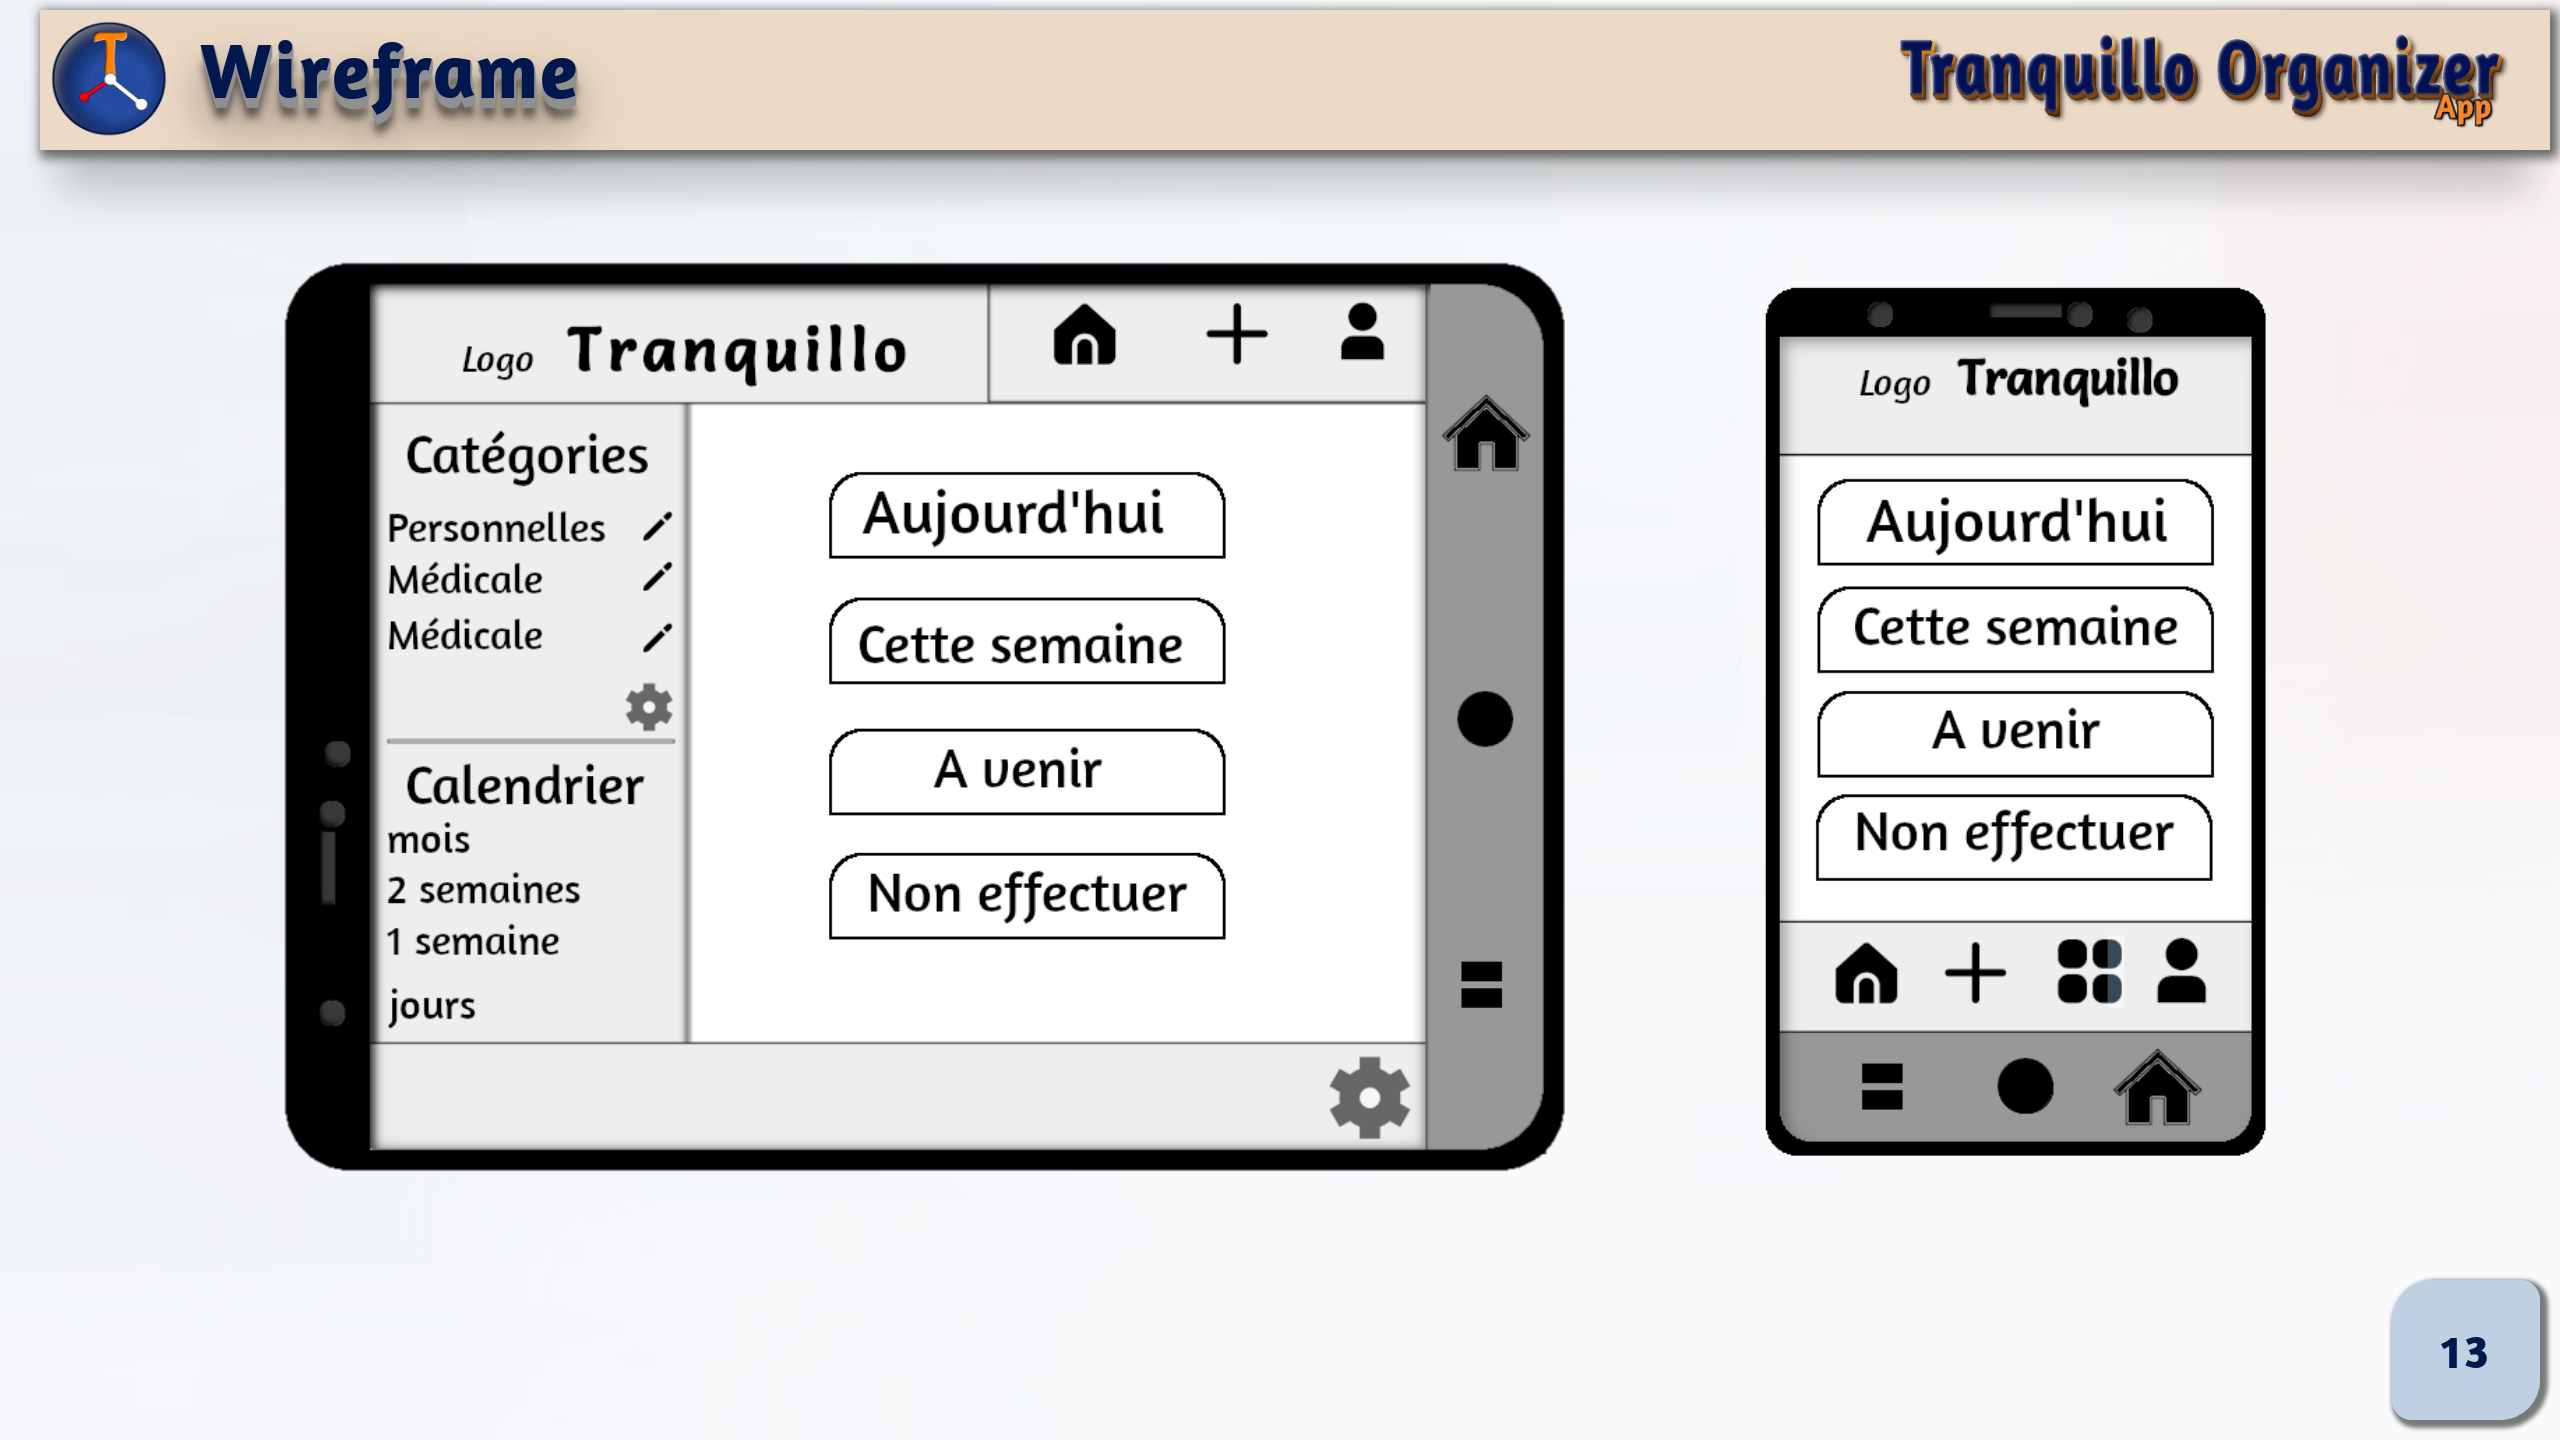 Wireframe
Tranquillo Organizer
App
Logo Tranquillo
Catégories
Personnelles
Médicale
Médicale
Calendrier
mois
2 semaines
1 semaine
jours
Aujourd'hui
Cette semaine
A venir
Non effectuer
Logo Tranquillo
Aujourd'hui
Cette semaine
A venir
Non effectuer
13